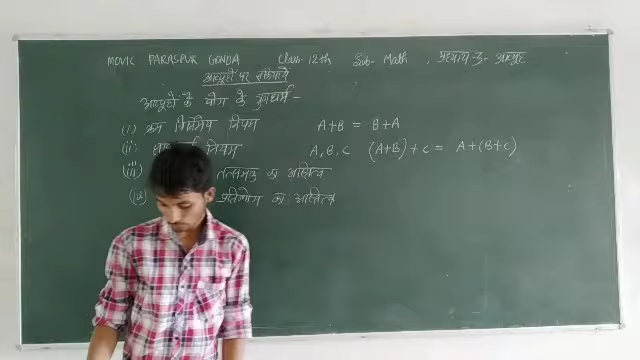 MDVIC PARASPUR GONDA Class-12th Sub- Math, अध्याय-3- आव्यूह
आव्यूहों पर संक्रियायें
आव्यूहों के योग के गुणधर्म -
(i) क्रम विनिमेय नियम A+B = B+A
(ii) नियम A, B, C (A+B)+C = A+(B+C)
(iii) तत्समक का अस्तित्व
(iv) प्रतिलोम का अस्तित्व